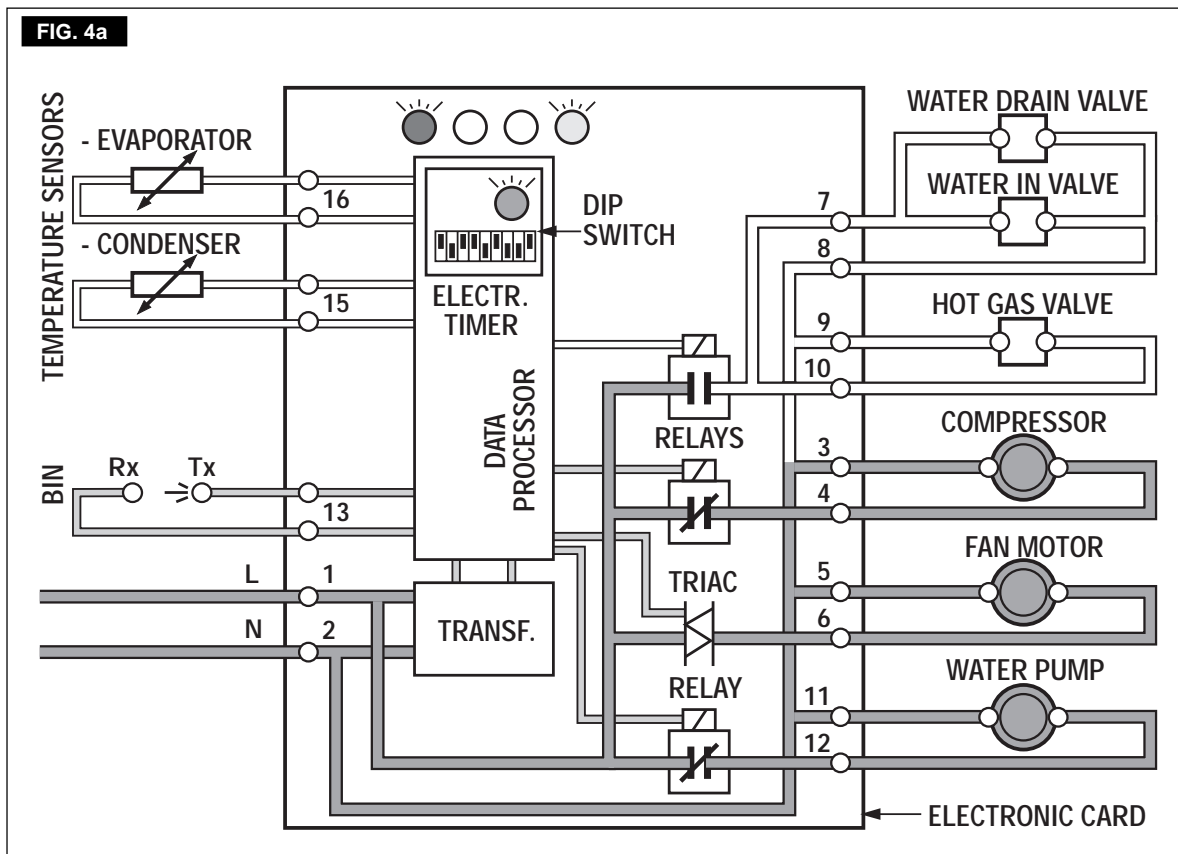 FIG. 4a
TEMPERATURE SENSORS
- EVAPORATOR
16
- CONDENSER
15
BIN
Rx
Tx
13
L
1
N
2
DIP
SWITCH
ELECTR.
TIMER
DATA
PROCESSOR
TRANSF.
RELAYS
TRIAC
RELAY
7
8
9
10
3
4
5
6
11
12
WATER DRAIN VALVE
WATER IN VALVE
HOT GAS VALVE
COMPRESSOR
FAN MOTOR
WATER PUMP
ELECTRONIC CARD